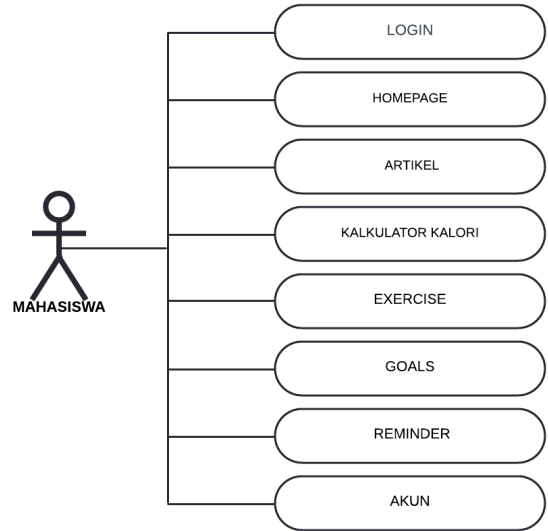 LOGIN
HOMEPAGE
ARTIKEL
KALKULATOR KALORI
EXERCISE
MAHASISWA
GOALS
REMINDER
AKUN